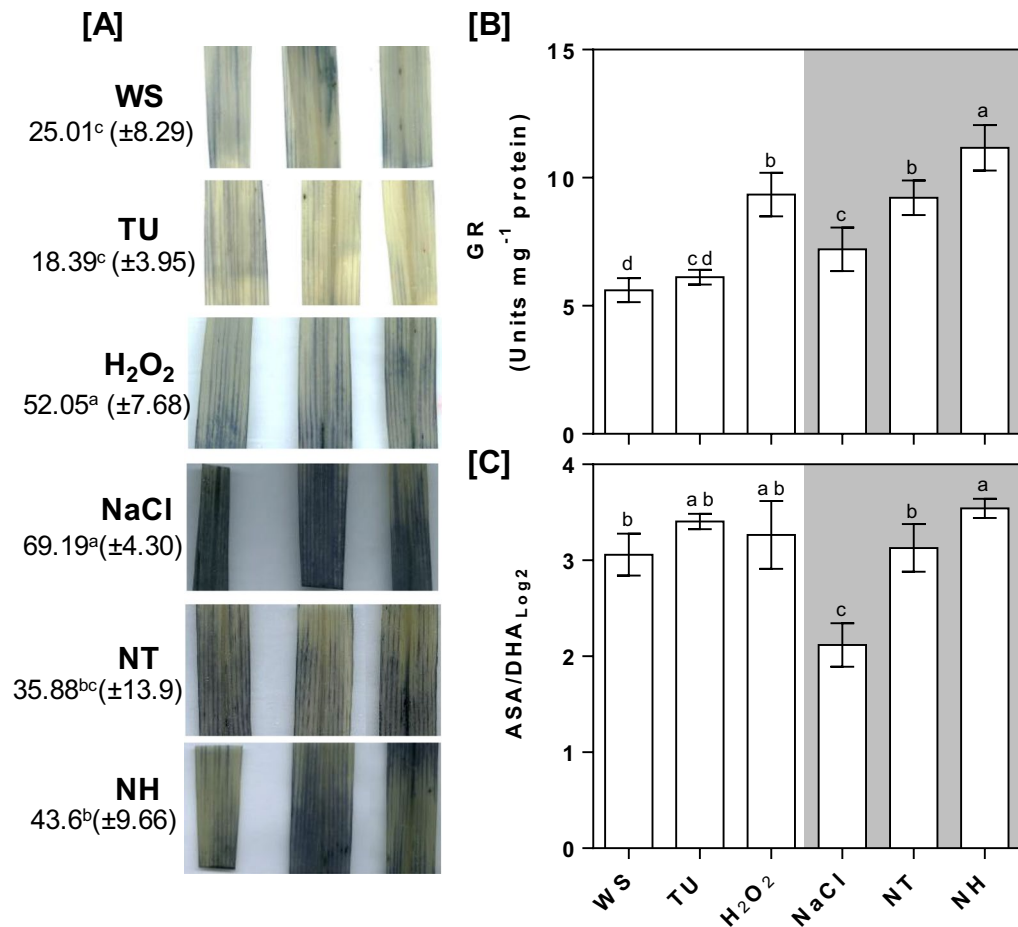 [A]
WS
25.01ᶜ (±8.29)
TU
18.39ᶜ (±3.95)
H₂O₂
52.05ᵃ (±7.68)
NaCl
69.19ᵃ(±4.30)
NT
35.88ᵇᶜ(±13.9)
NH
43.6ᵇ(±9.66)
[B]
GR
(Units mg⁻¹ protein)
15
10
5
0
d
cd
b
c
b
a
[C]
ASA/DHA Log2
4
3
2
1
0
b
ab
ab
c
b
a
WS
TU
H₂O₂
NaCl
NT
NH